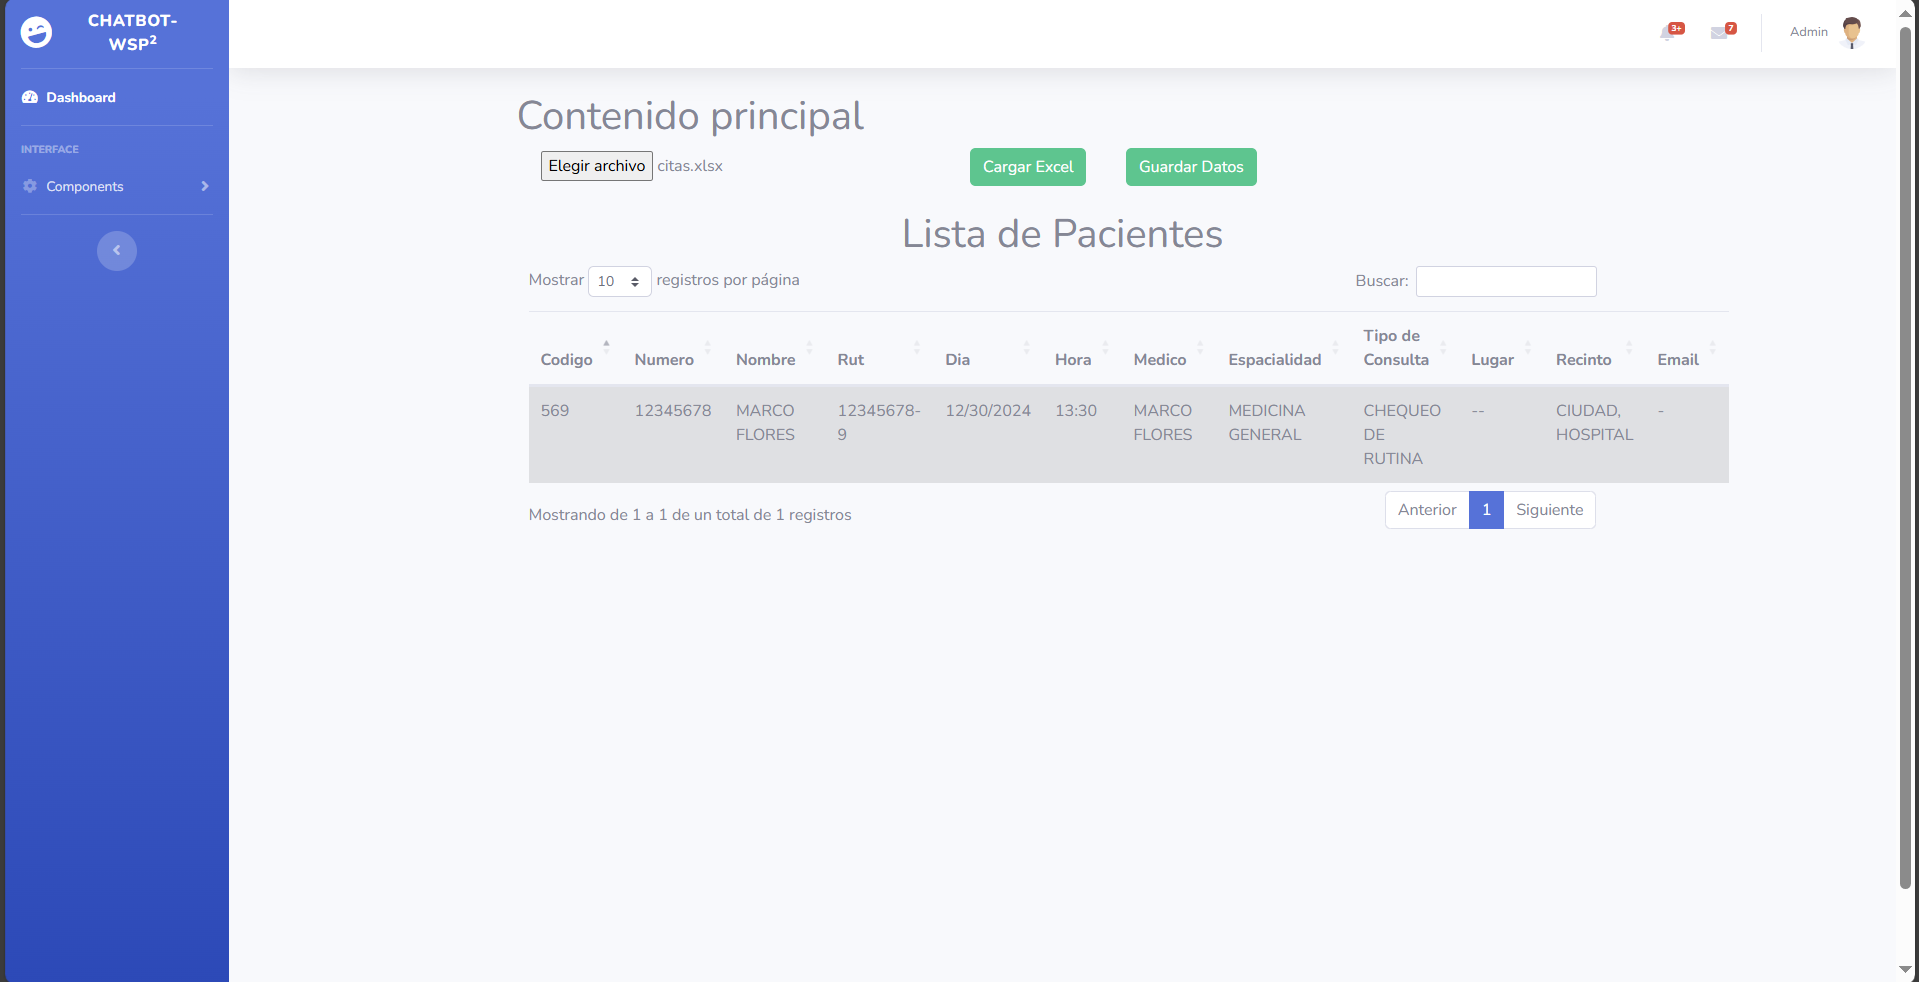 CHATBOT-
WSP2
3+
7
Admin
Dashboard
INTERFACE
Components
Contenido principal
Elegir archivo citas.xlsx
Cargar Excel
Guardar Datos
Lista de Pacientes
Mostrar 10 registros por página
Buscar:
Codigo Numero Nombre Rut Dia Hora Medico Espacialidad Tipo de Consulta Lugar Recinto Email
569 12345678 MARCO FLORES 12345678-9 12/30/2024 13:30 MARCO FLORES MEDICINA GENERAL CHEQUEO DE RUTINA -- CIUDAD, HOSPITAL -
Mostrando de 1 a 1 de un total de 1 registros
Anterior 1 Siguiente